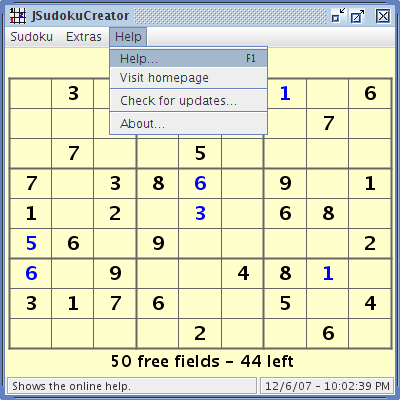 JSudokuCreator
Sudoku Extras Help
Help... F1
Visit homepage
Check for updates...
About...
3 1 6
7
7 5
7 3 8 6 9 1
1 2 3 6 8
5 6 9 2
6 9 4 8 1
3 1 7 6 5 4
2 6
50 free fields - 44 left
Shows the online help. 12/6/07 - 10:02:39 PM